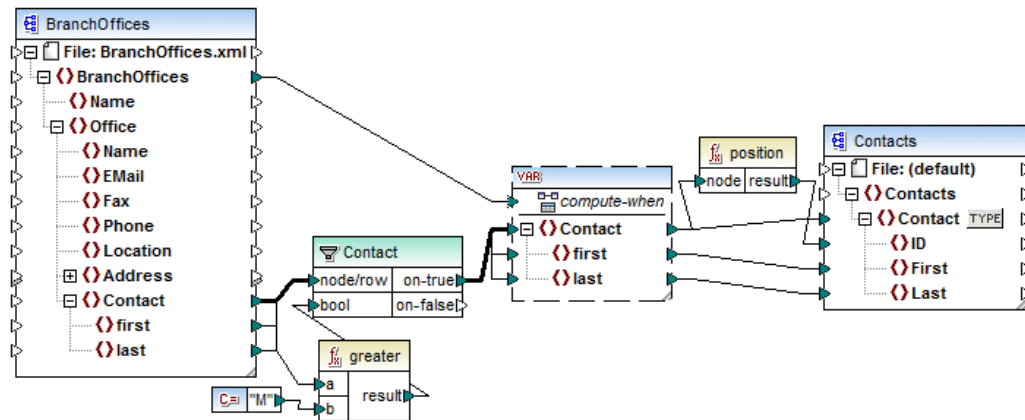 BranchOffices
File: BranchOffices.xml
BranchOffices
Name
Office
Name
EMail
Fax
Phone
Location
Address
Contact
first
last
Contact
node/row on-true
bool on-false
greater
a
result
b
C= "M"
VAR
compute-when
Contact
first
last
position
node result
Contacts
File: (default)
Contacts
Contact TYPE
ID
First
Last